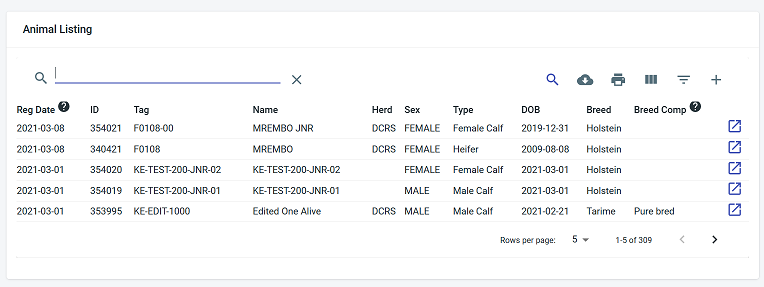 Animal Listing
Reg Date ? ID Tag Name Herd Sex Type DOB Breed Breed Comp ?
2021-03-08 354021 F0108-00 MREMBO JNR DCRS FEMALE Female Calf 2019-12-31 Holstein
2021-03-08 340421 F0108 MREMBO DCRS FEMALE Heifer 2009-08-08 Holstein
2021-03-01 354020 KE-TEST-200-JNR-02 KE-TEST-200-JNR-02 FEMALE Female Calf 2021-03-01 Holstein
2021-03-01 354019 KE-TEST-200-JNR-01 KE-TEST-200-JNR-01 MALE Male Calf 2021-03-01 Holstein
2021-03-01 353995 KE-EDIT-1000 Edited One Alive DCRS MALE Male Calf 2021-02-21 Tarime Pure bred
Rows per page: 5 1-5 of 309